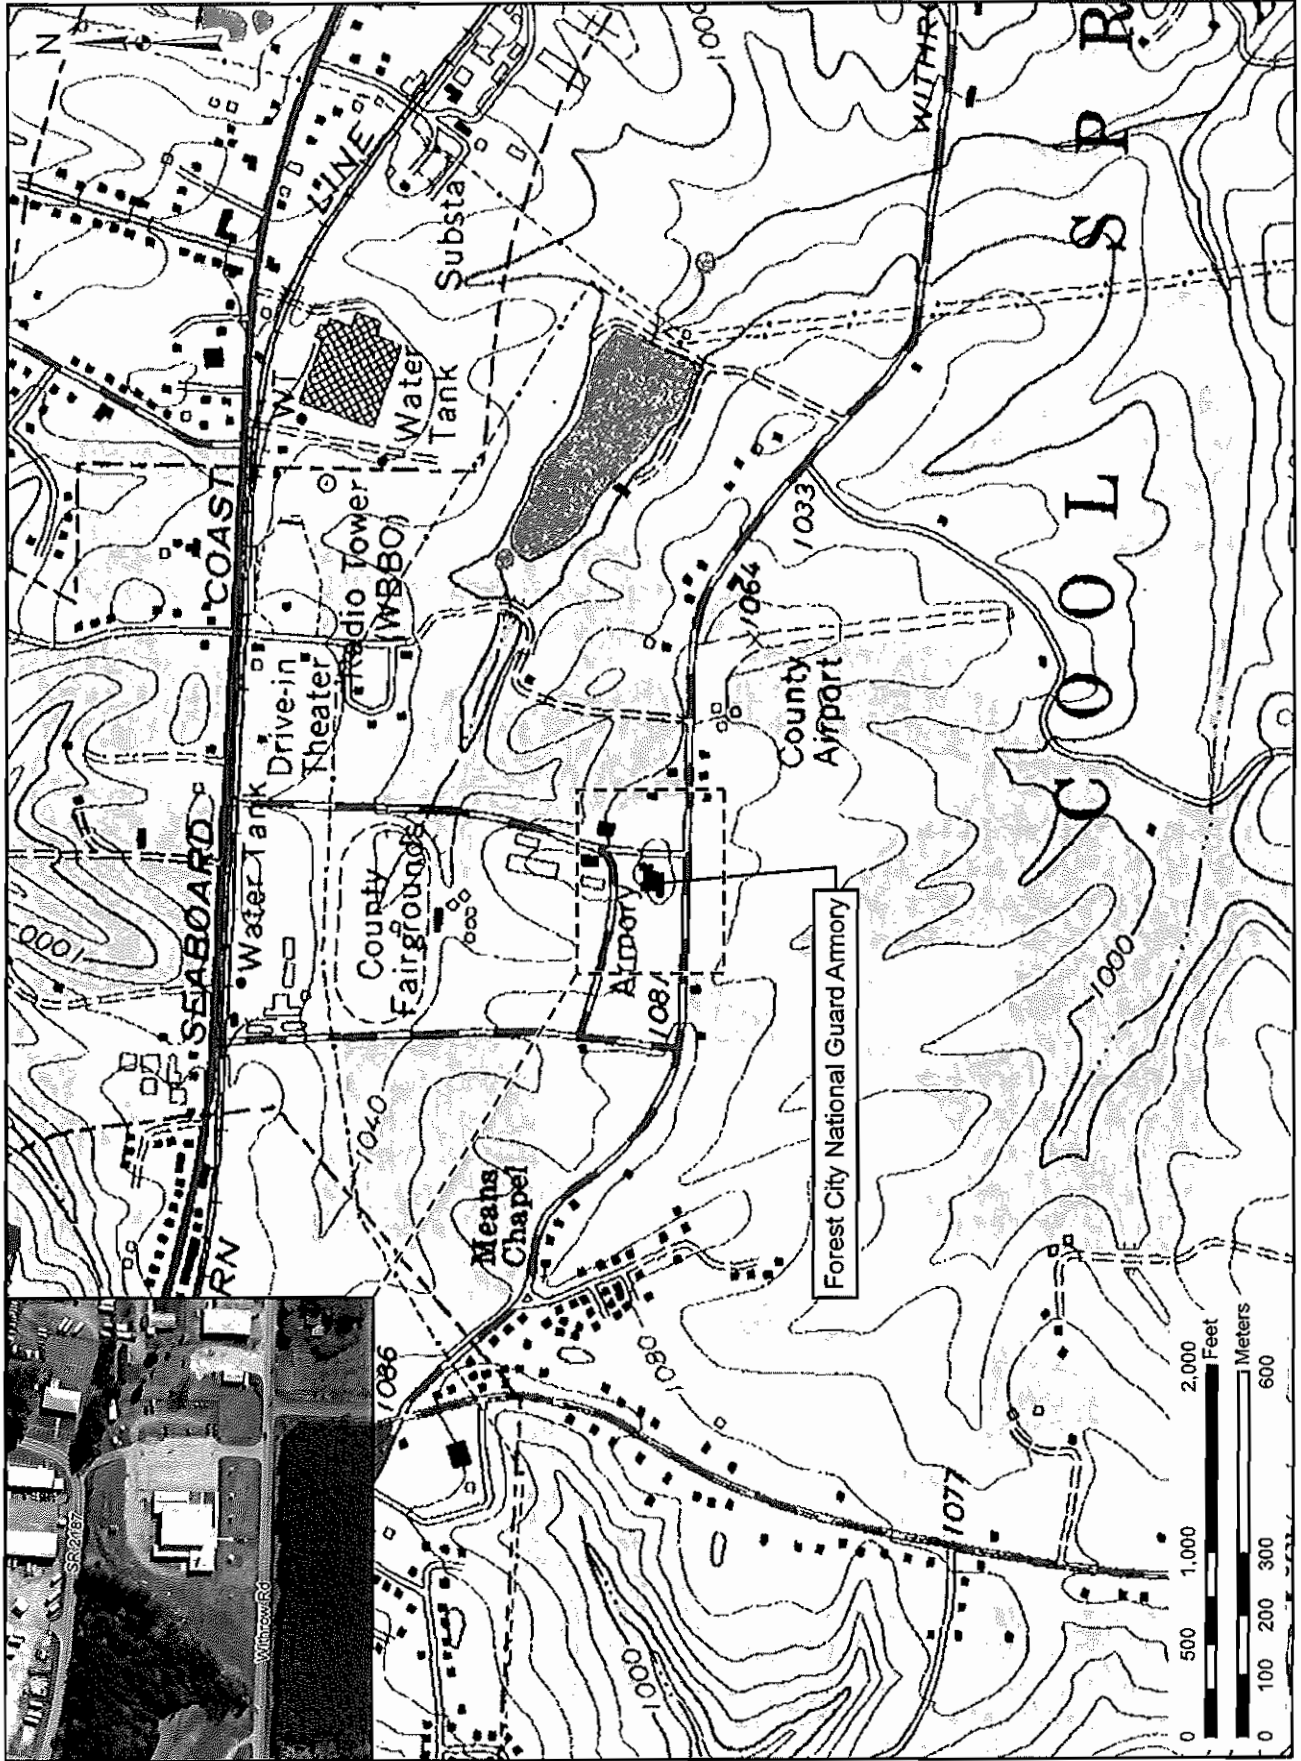 N
SEABOARD
COAST
LINE
RN
1000
Water Tank
Drive-in
Theater
Radio Tower
(WBBO)
Water
Tank
Substa
1000
WITHR
County
Fairgrounds
1040
Armory
1081
Means
Chapel
1086
1080
County
Airport
1064
1033
COOL SPR
1000
1077
1000
Forest City National Guard Armory
SR 2167
Withrow Rd
0 500 1,000 2,000
Feet
Meters
0 100 200 300 600